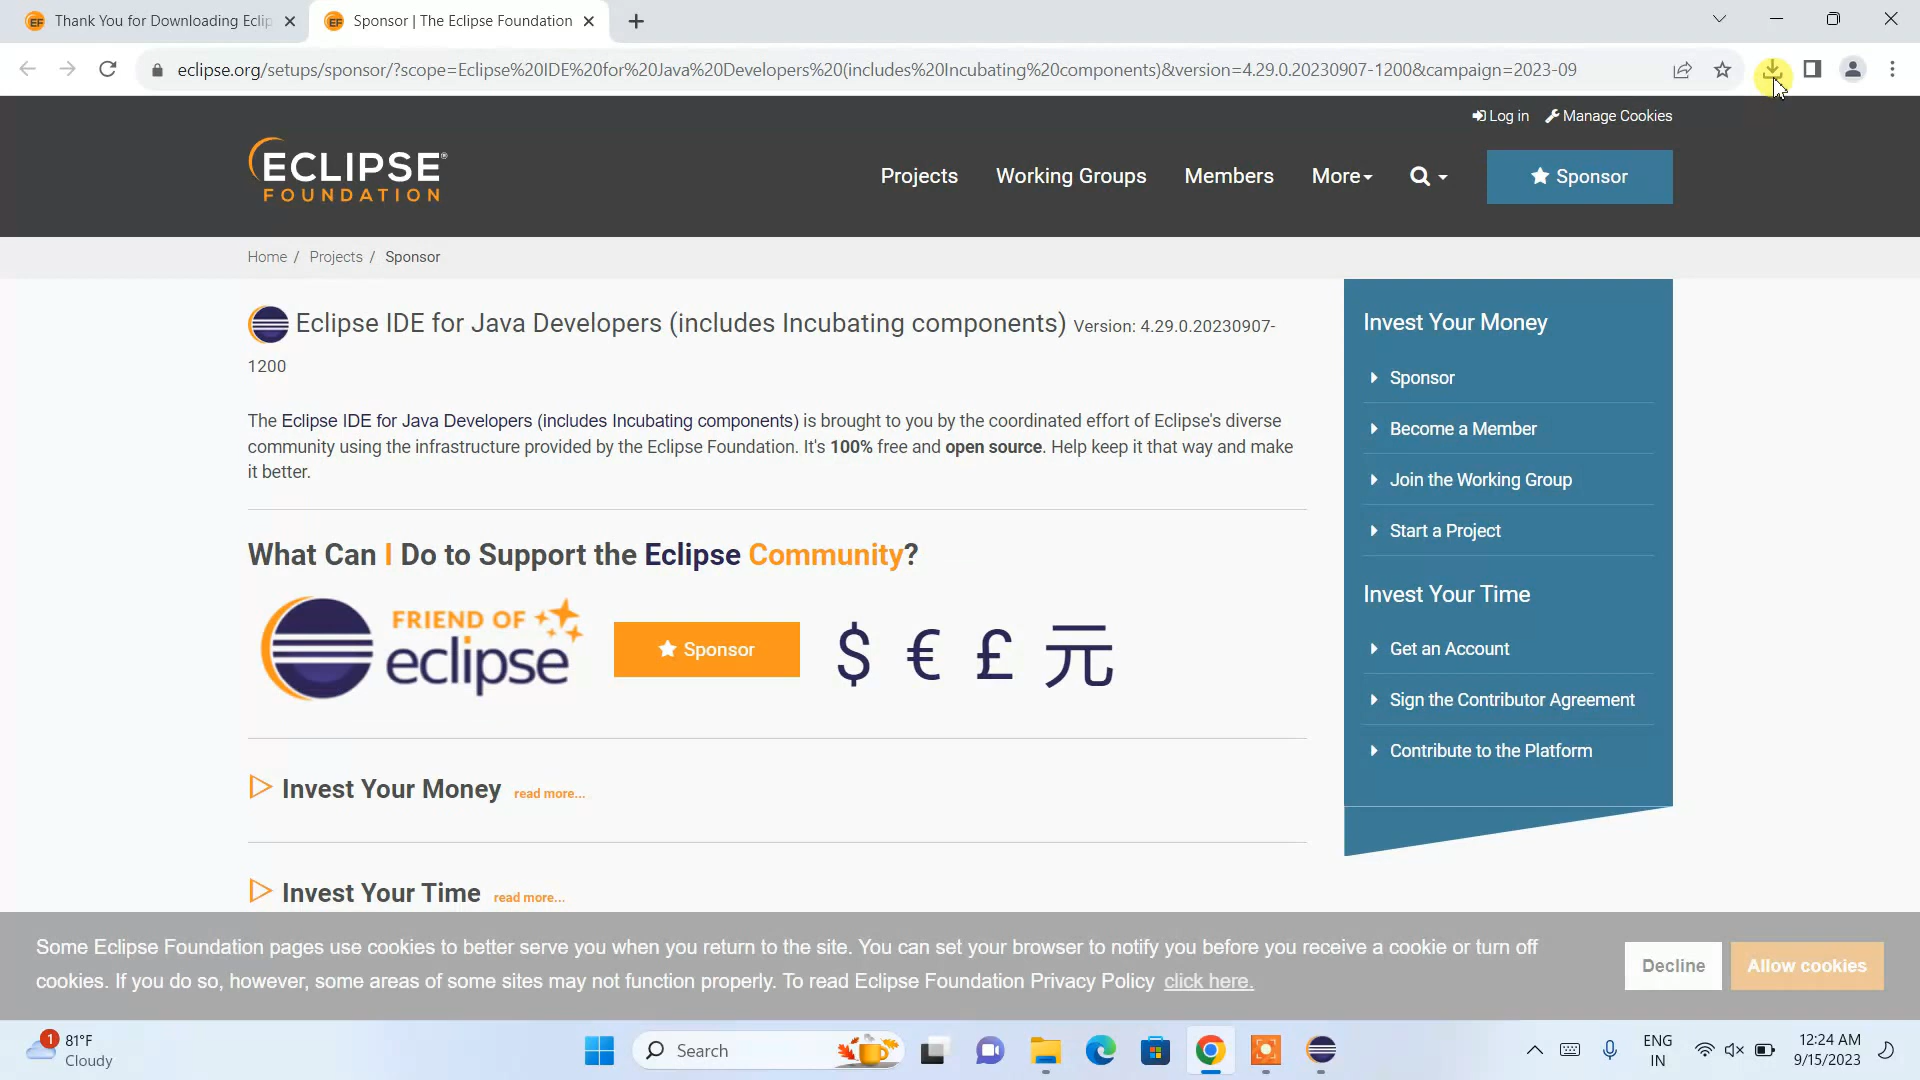 Thank You for Downloading Eclip
Sponsor | The Eclipse Foundation
eclipse.org/setups/sponsor/?scope=Eclipse%20IDE%20for%20Java%20Developers%20(includes%20Incubating%20components)&version=4.29.0.20230907-1200&campaign=2023-09
Log in Manage Cookies
ECLIPSE®
FOUNDATION
Projects Working Groups Members More Sponsor
Home / Projects / Sponsor
Eclipse IDE for Java Developers (includes Incubating components) Version: 4.29.0.20230907-
1200
The Eclipse IDE for Java Developers (includes Incubating components) is brought to you by the coordinated effort of Eclipse's diverse
community using the infrastructure provided by the Eclipse Foundation. It's 100% free and open source. Help keep it that way and make
it better.
What Can I Do to Support the Eclipse Community?
FRIEND OF
eclipse
Sponsor
$ € £ 元
Invest Your Money read more...
Invest Your Time read more...
Invest Your Money
Sponsor
Become a Member
Join the Working Group
Start a Project
Invest Your Time
Get an Account
Sign the Contributor Agreement
Contribute to the Platform
Some Eclipse Foundation pages use cookies to better serve you when you return to the site. You can set your browser to notify you before you receive a cookie or turn off
cookies. If you do so, however, some areas of some sites may not function properly. To read Eclipse Foundation Privacy Policy click here.
Decline
Allow cookies
1
81°F
Cloudy
Search
ENG
IN
12:24 AM
9/15/2023